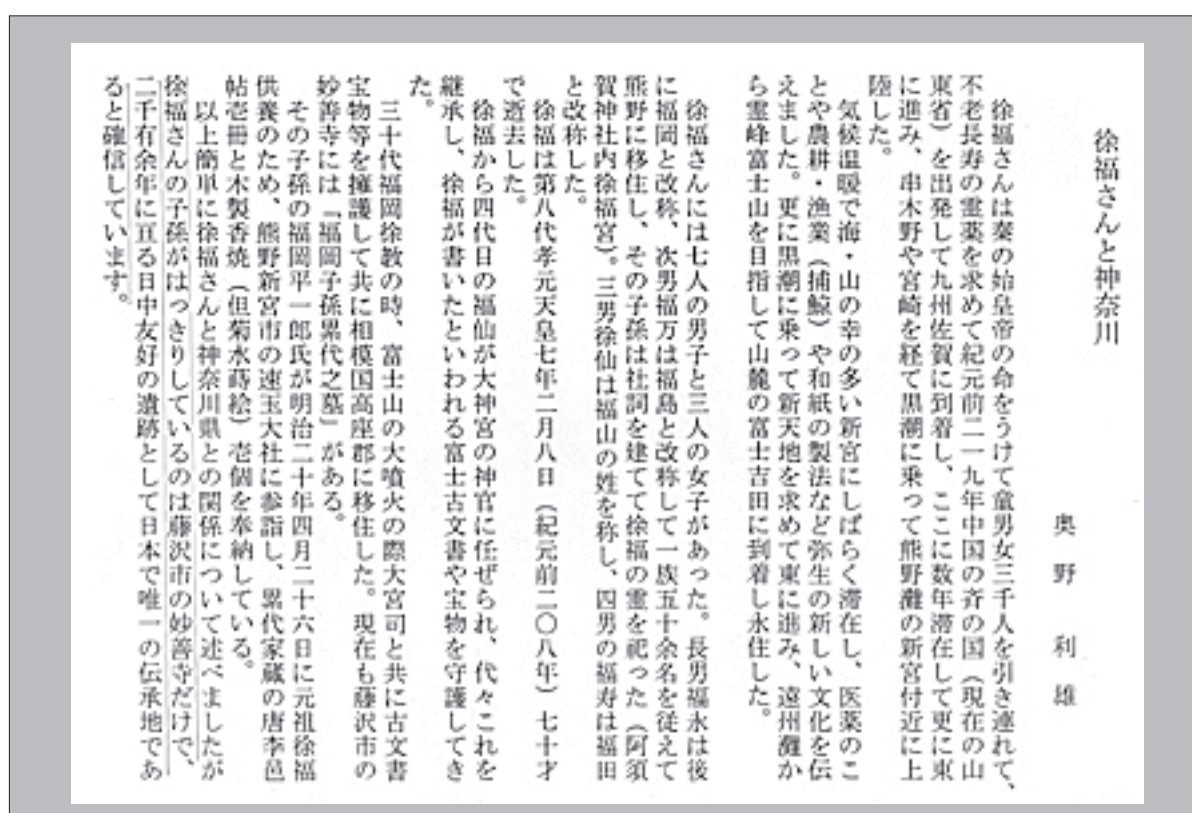 徐福さんと神奈川
奥野利雄
徐福さんは秦の始皇帝の命をうけて童男女三千人を引き連れて、
不老長寿の霊薬を求めて紀元前二一九年中国の斉の国（現在の山
東省）を出発して九州佐賀に到着し、ここに数年滞在して更に東
に進み、串木野や宮崎を経て黒潮に乗って熊野灘の新宮付近に上
陸した。
気候温暖で海・山の幸の多い新宮にしばらく滞在し、医薬のこ
とや農耕・漁業（捕鯨）や和紙の製法など弥生の新しい文化を伝
えました。更に黒潮に乗って新天地を求めて東に進み、遠州灘か
ら霊峰富士山を目指して山麓の富士吉田に到着し永住した。
徐福さんには七人の男子と三人の女子があった。長男福永は後
に福岡と改称、次男福万は福島と改称して一族五十余名を従えて
熊野に移住し、その子孫は社詞を建てて徐福の霊を祀った（阿須
賀神社内徐福宮）。三男徐仙は福山の姓を称し、四男の福寿は福田
と改称した。
徐福は第八代孝元天皇七年二月八日（紀元前二〇八年）七十才
で逝去した。
徐福から四代目の福仙が大神宮の神官に任ぜられ、代々これを
継承し、徐福が書いたといわれる富士古文書や宝物を守護してき
た。
三十代福岡徐教の時、富士山の大噴火の際大宮司と共に古文書
宝物等を擁護して共に相模国高座郡に移住した。現在も藤沢市の
妙善寺には「福岡子孫累代之墓」がある。
その子孫の福岡平一郎氏が明治二十年四月二十六日に元祖徐福
供養のため、熊野新宮市の速玉大社に参詣し、累代家蔵の唐李邕
帖壱冊と木製香焼（但菊水蒔絵）壱個を奉納している。
以上簡単に徐福さんと神奈川県との関係について述べましたが
徐福さんの子孫がはっきりしているのは藤沢市の妙善寺だけで、
二千有余年に亘る日中友好の遺跡として日本で唯一の伝承地であ
ると確信しています。